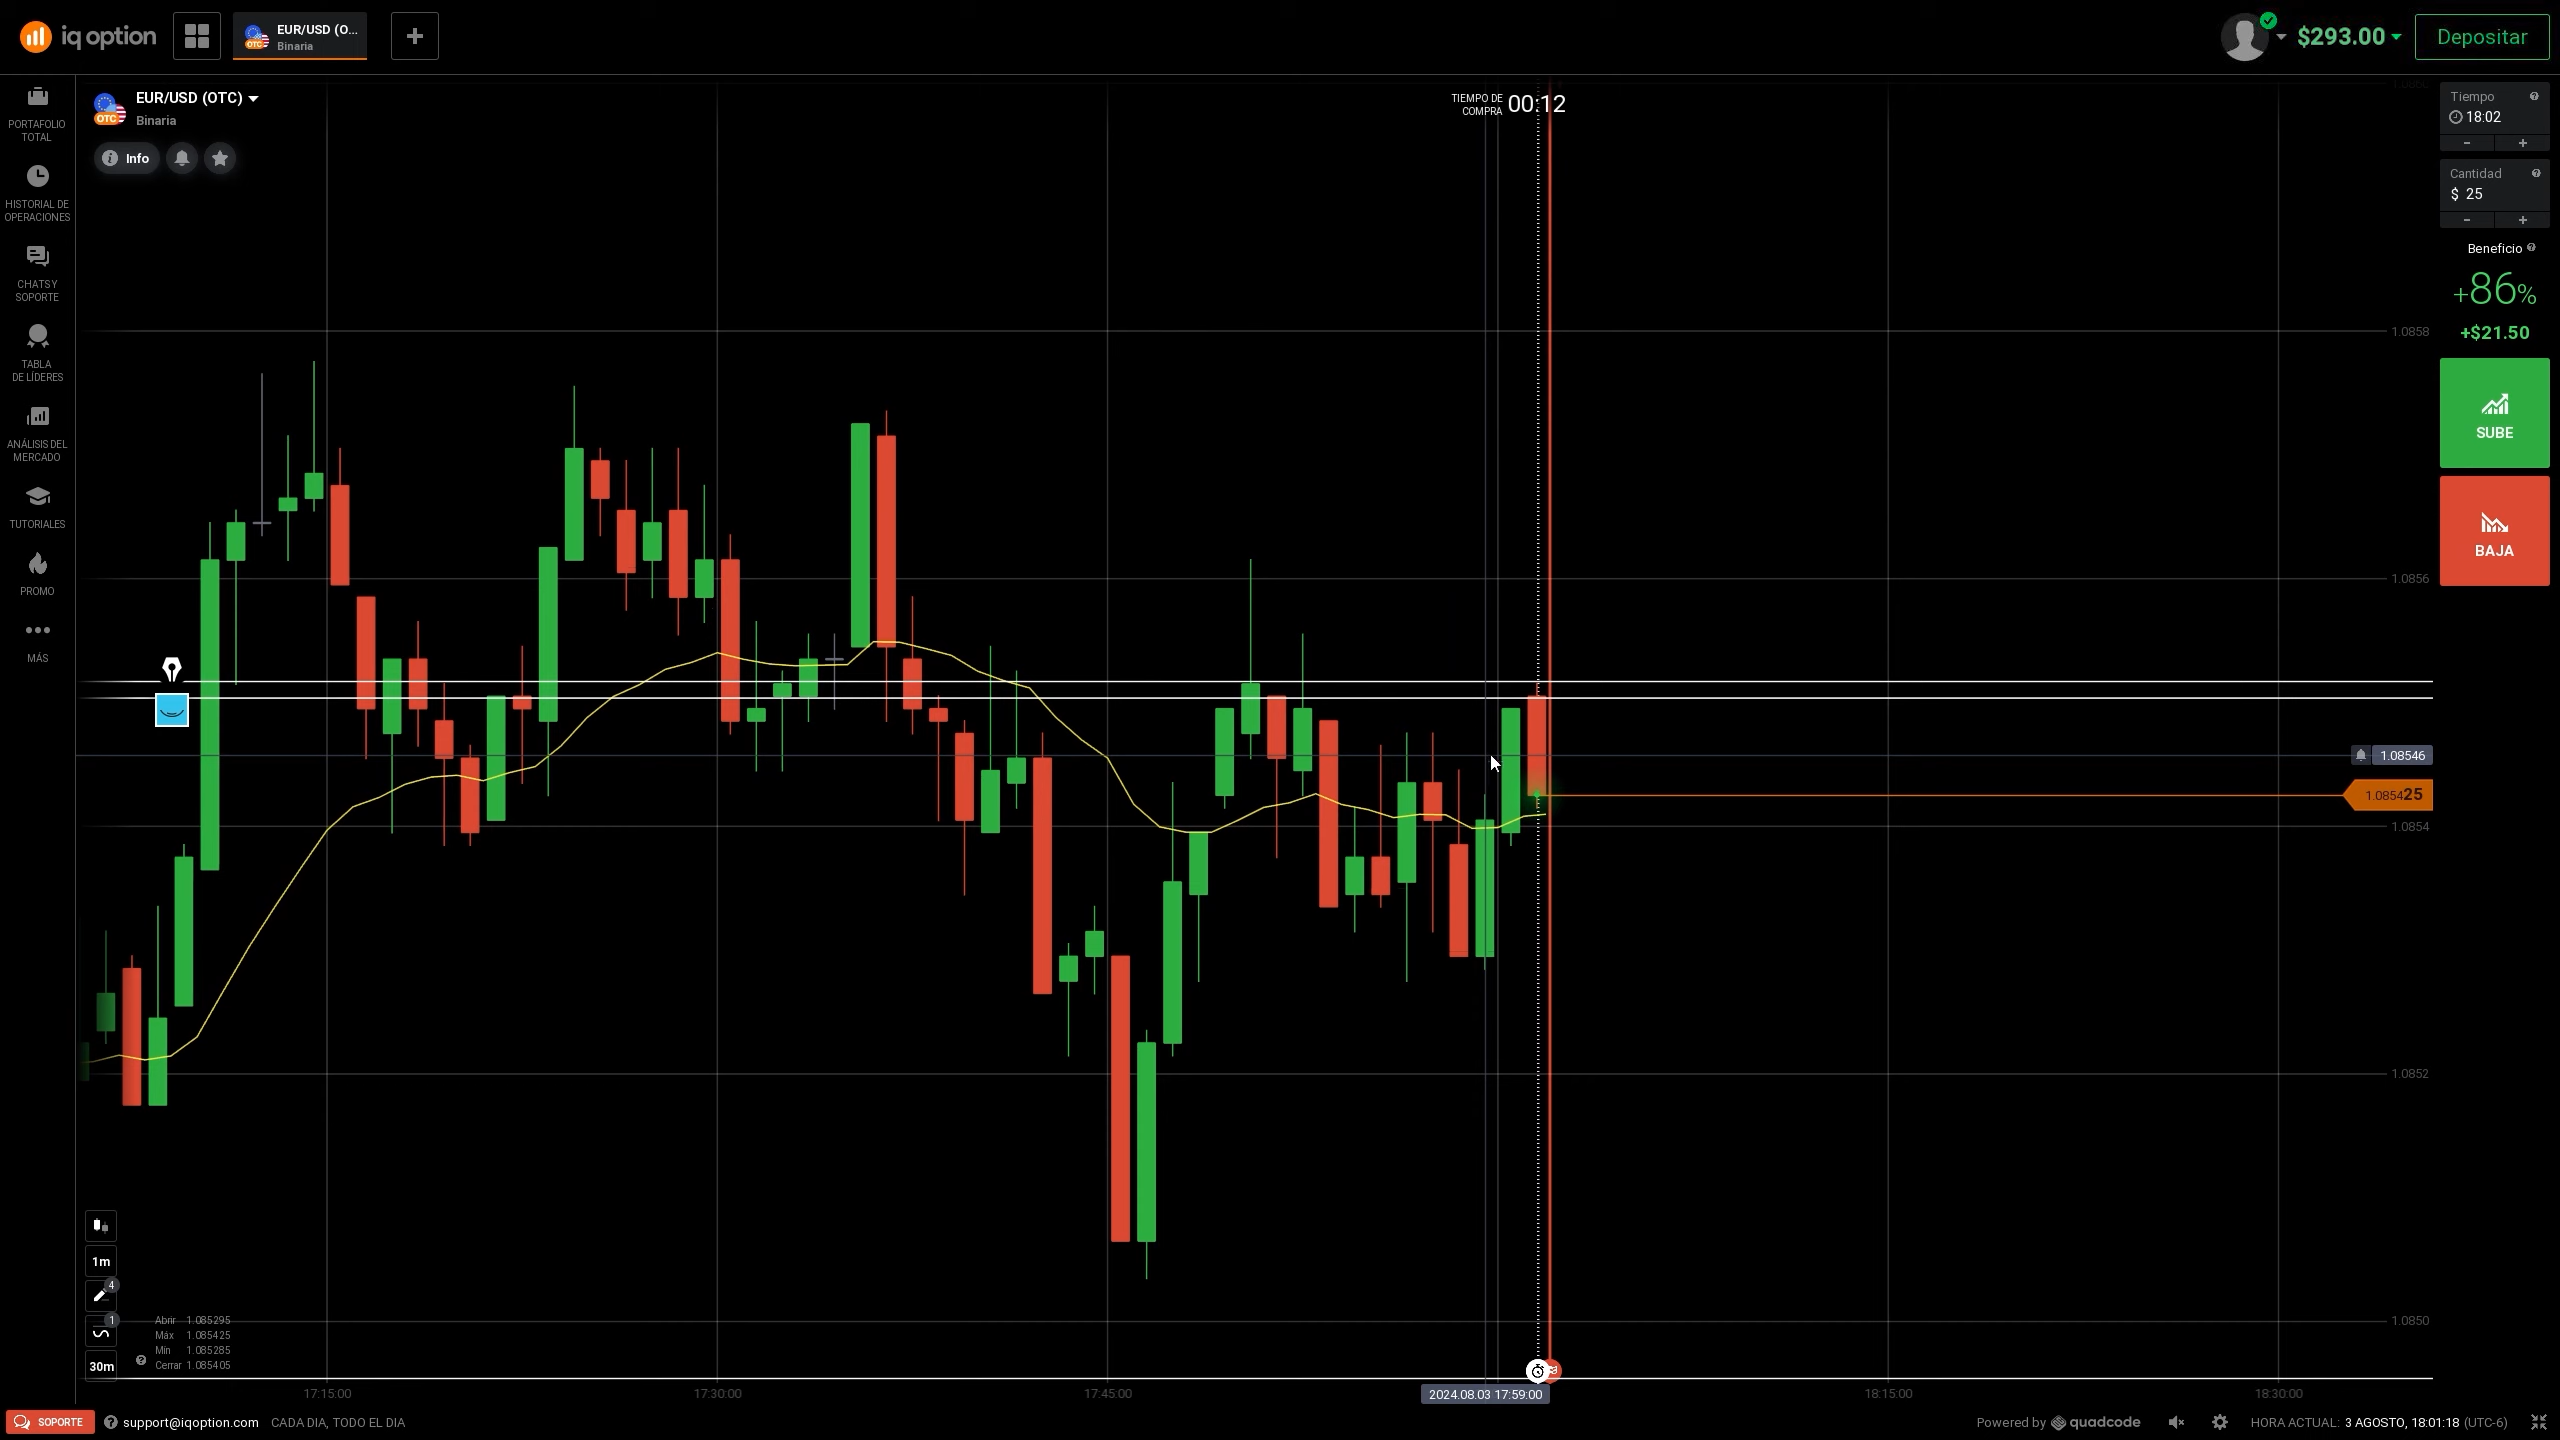 iq option
EUR/USD (O...
Binaria
$293.00
Depositar
EUR/USD (OTC)
Binaria
OTC
Info
TIEMPO DE
COMPRA
00:12
PORTAFOLIO
TOTAL
HISTORIAL DE
OPERACIONES
CHATS Y
SOPORTE
TABLA
DE LÍDERES
ANÁLISIS DEL
MERCADO
TUTORIALES
PROMO
MÁS
Tiempo
18:02
- +
Cantidad
$ 25
- +
Beneficio
+86%
+$21.50
SUBE
BAJA
1.0858
1.0856
1.08546
1.085425
1.0854
1.0852
1.0850
1m
4
1
30m
Abrir 1.085295
Máx 1.085425
Mín 1.085285
Cerrar 1.085405
17:15:00
17:30:00
17:45:00
2024.08.03 17:59:00
18:15:00
18:30:00
SOPORTE
support@iqoption.com
CADA DIA, TODO EL DIA
Powered by quadcode
HORA ACTUAL: 3 AGOSTO, 18:01:18 (UTC-6)